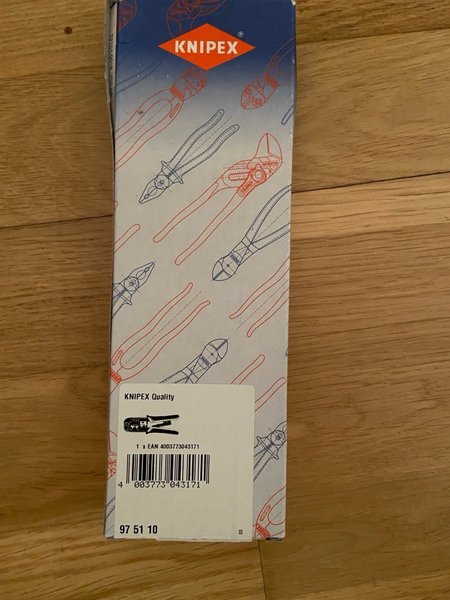 KNIPEX
®
KNIPEX Quality
1 x EAN 4003773043171
4 003773 043171
97 51 10